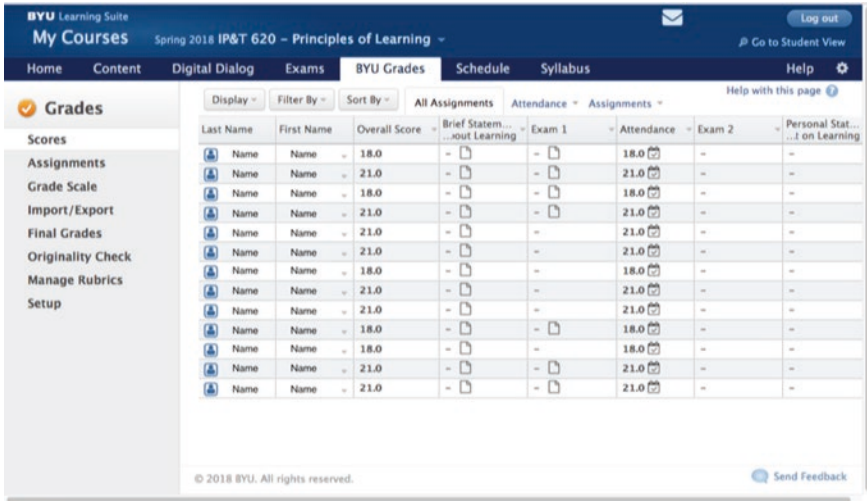 BYU Learning Suite
Log out
My Courses Spring 2018 IP&T 620 – Principles of Learning
Go to Student View
Home Content Digital Dialog Exams BYU Grades Schedule Syllabus Help
Help with this page
Grades
Display Filter By Sort By All Assignments Attendance Assignments
Last Name First Name Overall Score Brief Statem... ...out Learning Exam 1 Attendance Exam 2 Personal Stat... ...t on Learning
Scores
Assignments
Grade Scale
Import/Export
Final Grades
Originality Check
Manage Rubrics
Setup
Name Name 18.0 – – 18.0 – –
Name Name 21.0 – – 21.0 – –
Name Name 18.0 – – 18.0 – –
Name Name 21.0 – – 21.0 – –
Name Name 21.0 – – 21.0 – –
Name Name 21.0 – – 21.0 – –
Name Name 18.0 – – 18.0 – –
Name Name 21.0 – – 21.0 – –
Name Name 21.0 – – 21.0 – –
Name Name 18.0 – – 18.0 – –
Name Name 18.0 – – 18.0 – –
Name Name 21.0 – – 21.0 – –
Name Name 21.0 – – 21.0 – –
© 2018 BYU. All rights reserved.
Send Feedback